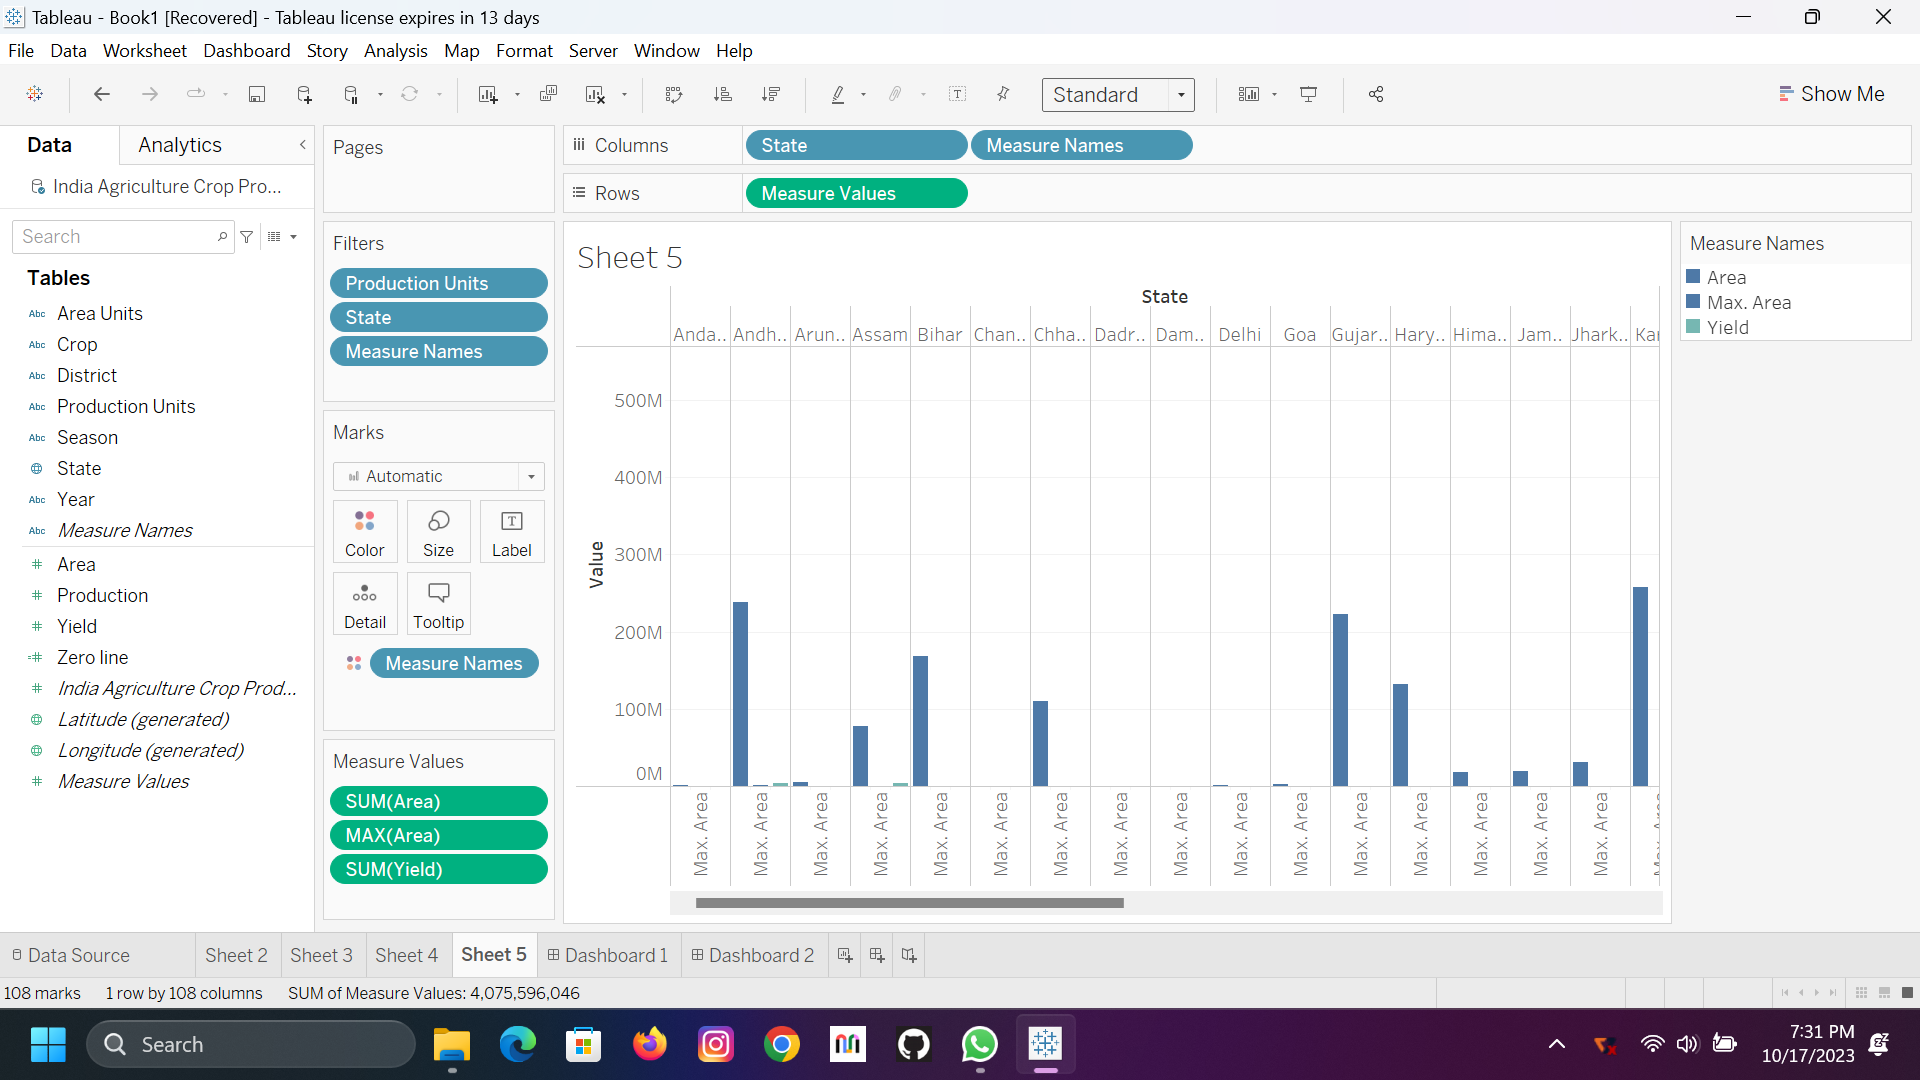 Tableau - Book1 [Recovered] - Tableau license expires in 13 days
File Data Worksheet Dashboard Story Analysis Map Format Server Window Help
Standard
Show Me
Data Analytics
India Agriculture Crop Pro...
Search
Tables
Abc Area Units
Abc Crop
Abc District
Abc Production Units
Abc Season
State
Abc Year
Abc Measure Names
# Area
# Production
# Yield
=# Zero line
# India Agriculture Crop Prod...
Latitude (generated)
Longitude (generated)
# Measure Values
Pages
Filters
Production Units
State
Measure Names
Marks
Automatic
Color Size Label
Detail Tooltip
Measure Names
Measure Values
SUM(Area)
MAX(Area)
SUM(Yield)
Columns State Measure Names
Rows Measure Values
Sheet 5
State
Anda.. Andh.. Arun.. Assam Bihar Chan.. Chha.. Dadr.. Dam.. Delhi Goa Gujar.. Hary.. Hima.. Jam.. Jhark..
Value
500M
400M
300M
200M
100M
0M
Max. Area Max. Area Max. Area Max. Area Max. Area Max. Area Max. Area Max. Area Max. Area Max. Area Max. Area Max. Area Max. Area Max. Area Max. Area Max. Area
Measure Names
Area
Max. Area
Yield
Data Source Sheet 2 Sheet 3 Sheet 4 Sheet 5 Dashboard 1 Dashboard 2
108 marks 1 row by 108 columns SUM of Measure Values: 4,075,596,046
Search
7:31 PM
10/17/2023